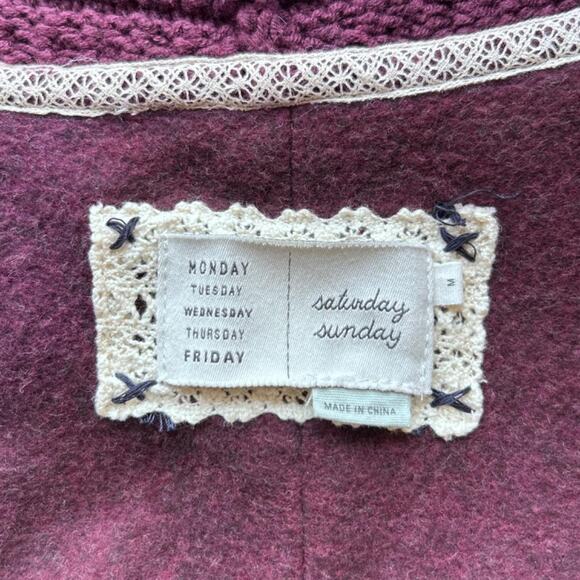 MONDAY
TUESDAY
WEDNESDAY
THURSDAY
FRIDAY
saturday
sunday
M
MADE IN CHINA